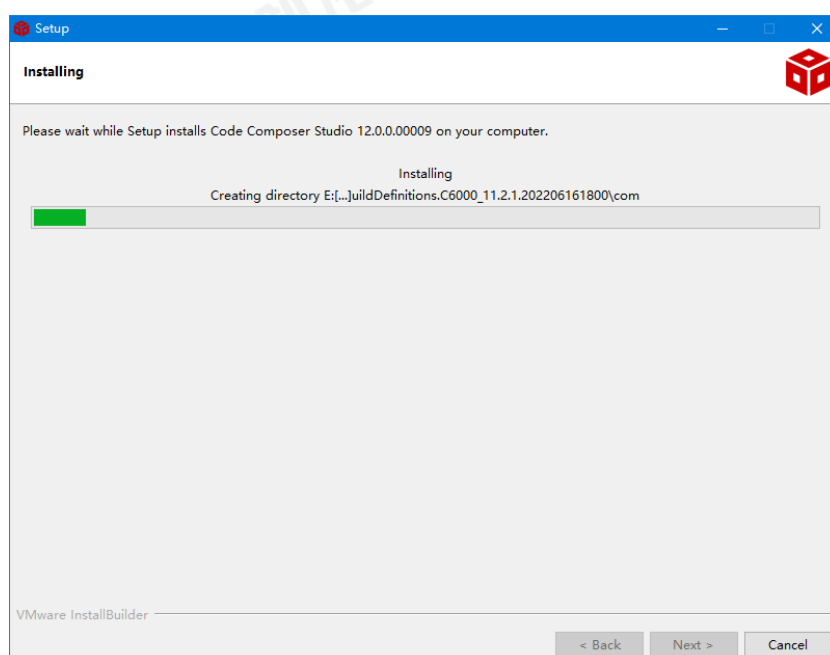 Setup
Installing
Please wait while Setup installs Code Composer Studio 12.0.0.00009 on your computer.
Installing
Creating directory E:[...]uildDefinitions.C6000_11.2.1.202206161800\com
VMware InstallBuilder
< Back
Next >
Cancel